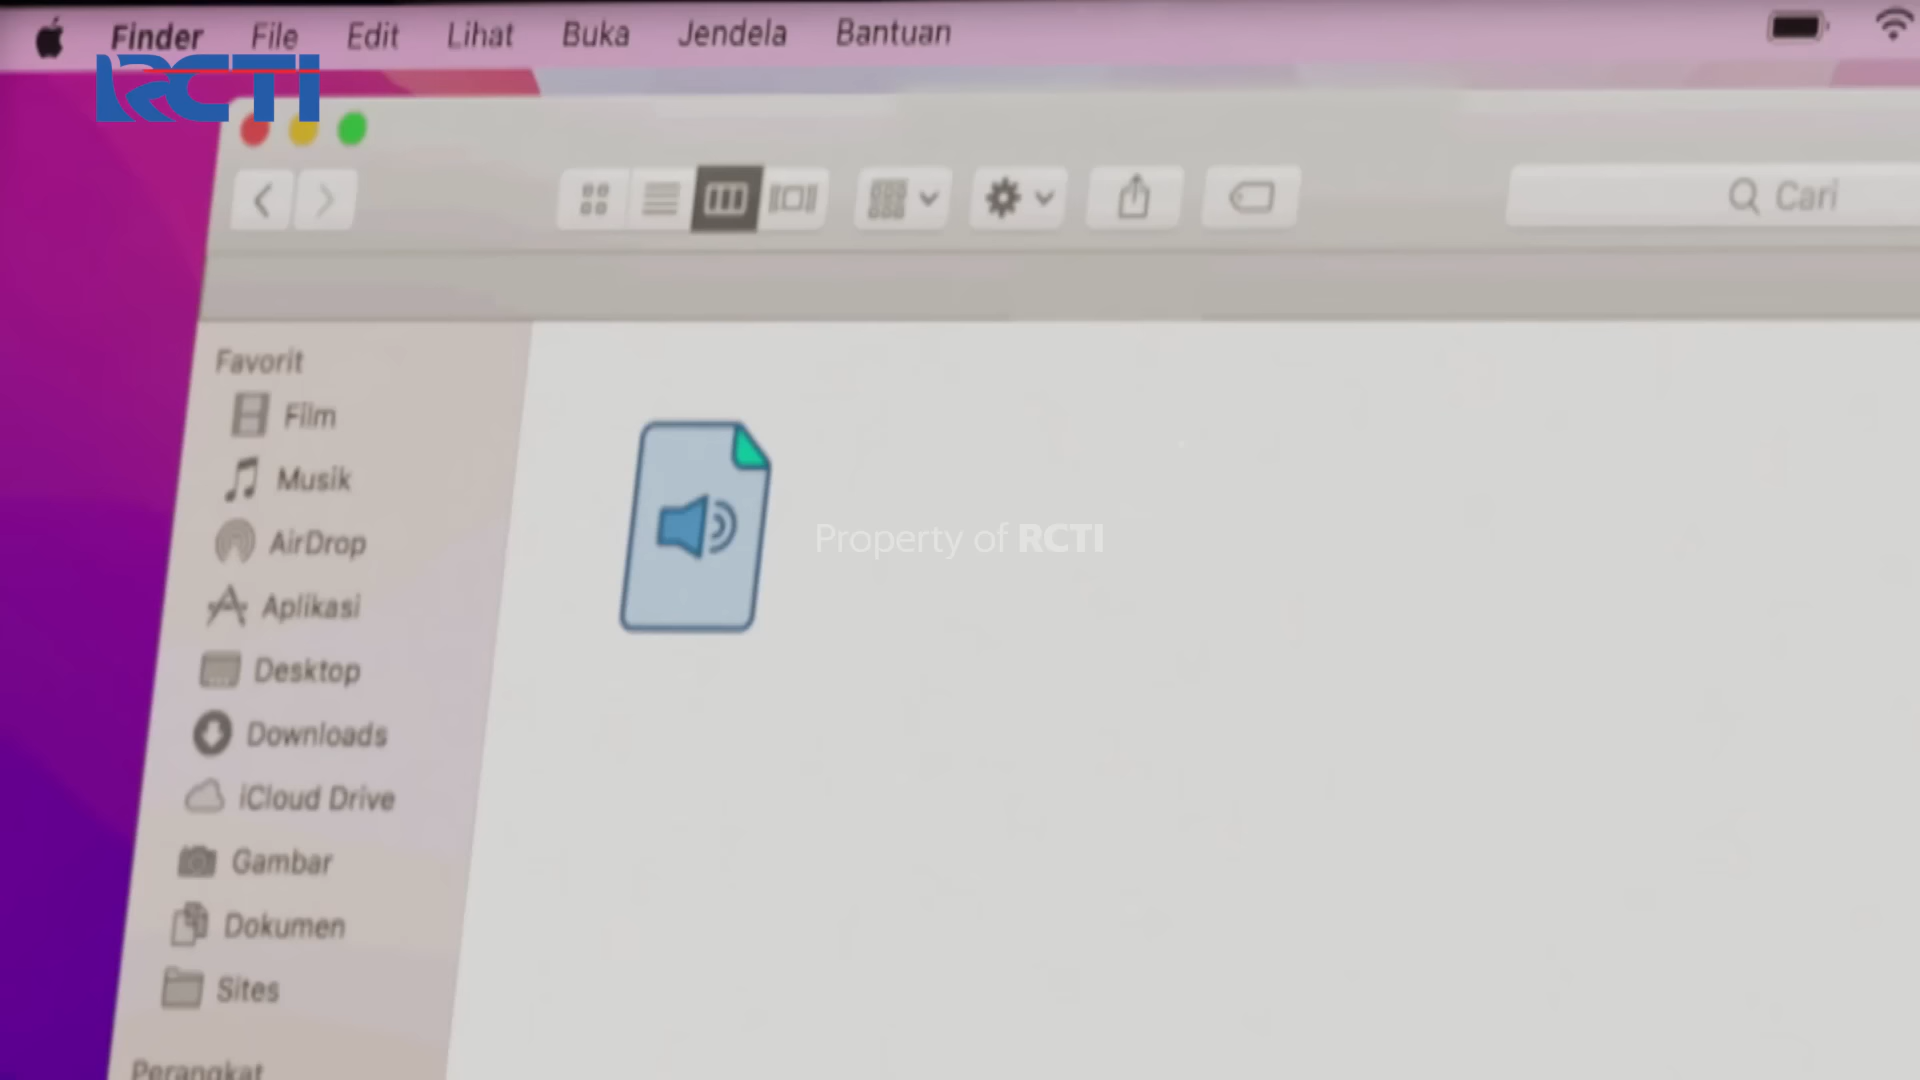 Finder File Edit Lihat Buka Jendela Bantuan
RCTI
Cari
Favorit
Film
Musik
AirDrop
Aplikasi
Desktop
Downloads
iCloud Drive
Gambar
Dokumen
Sites
Perangkat
Property of RCTI